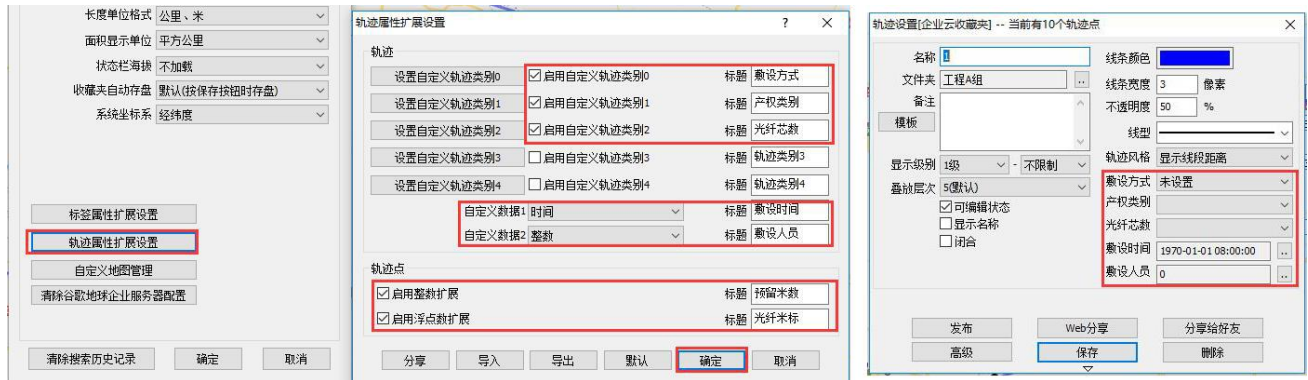 长度单位格式 公里、米
面积显示单位 平方公里
状态栏海拔 不加载
收藏夹自动存盘 默认(按保存按钮时存盘)
系统坐标系 经纬度
标签属性扩展设置
轨迹属性扩展设置
自定义地图管理
清除谷歌地球企业服务器配置
清除搜索历史记录 确定 取消
轨迹属性扩展设置 ? ×
轨迹
设置自定义轨迹类别0 启用自定义轨迹类别0 标题 敷设方式
设置自定义轨迹类别1 启用自定义轨迹类别1 标题 产权类别
设置自定义轨迹类别2 启用自定义轨迹类别2 标题 光纤芯数
设置自定义轨迹类别3 启用自定义轨迹类别3 标题 轨迹类别3
设置自定义轨迹类别4 启用自定义轨迹类别4 标题 轨迹类别4
自定义数据1 时间 标题 敷设时间
自定义数据2 整数 标题 敷设人员
轨迹点
启用整数扩展 标题 预留米数
启用浮点数扩展 标题 光纤米标
分享 导入 导出 默认 确定 取消
轨迹设置[企业云收藏夹] -- 当前有10个轨迹点 ×
名称 1 线条颜色
文件夹 工程A组 .. 线条宽度 3 像素
备注 不透明度 50 %
模板 线型
显示级别 1级 - 不限制 轨迹风格 显示线段距离
叠放层次 5(默认) 敷设方式 未设置
可编辑状态 产权类别
显示名称 光纤芯数
闭合 敷设时间 1970-01-01 08:00:00 ..
敷设人员 0 ..
发布 Web分享 分享给好友
高级 保存 删除